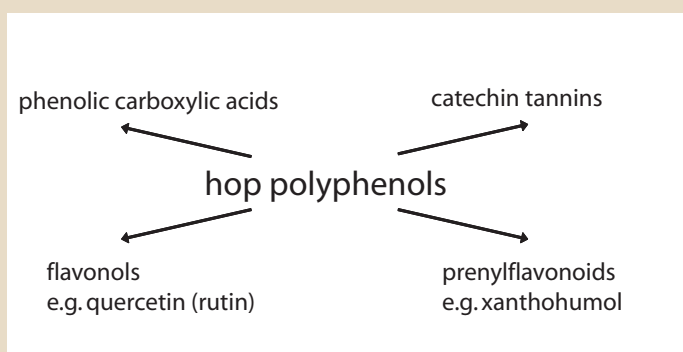 phenolic carboxylic acids
catechin tannins
hop polyphenols
flavonols
e.g. quercetin (rutin)
prenylflavonoids
e.g. xanthohumol